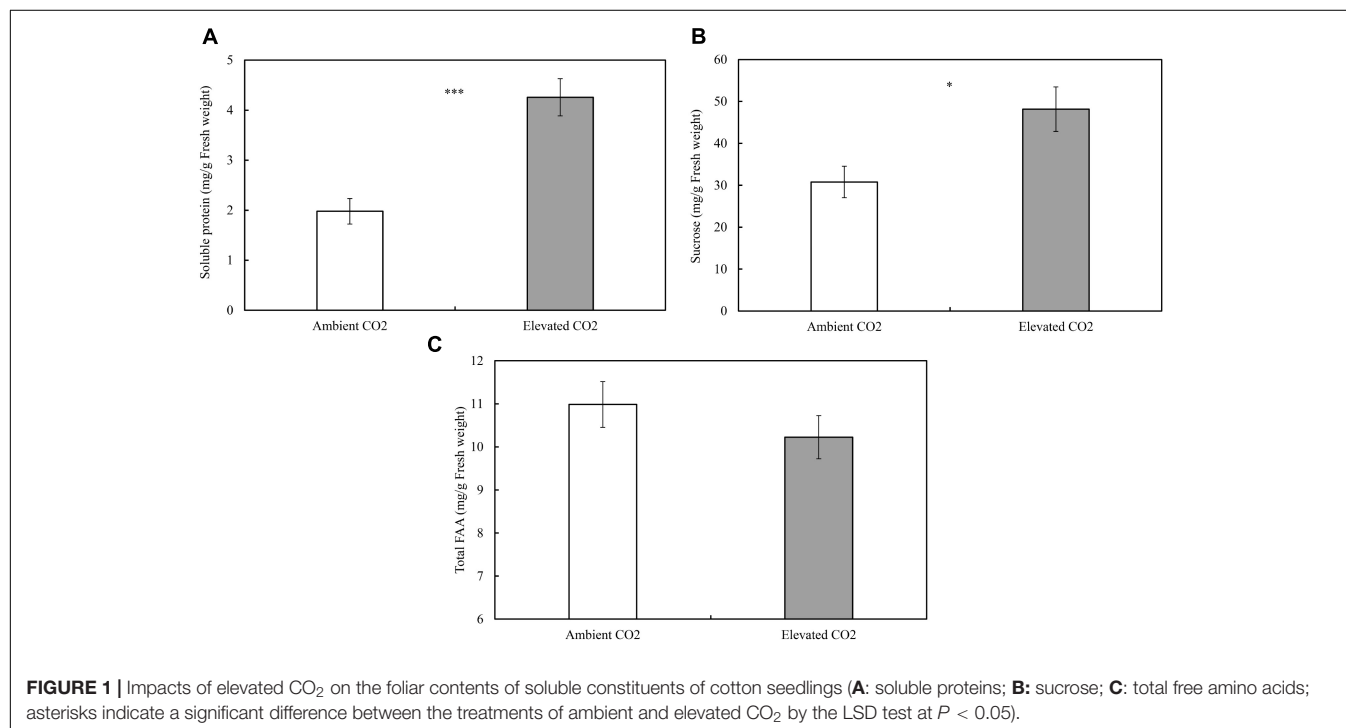 A
Soluble protein (mg/g Fresh weight)
5
4
3
2
1
0
***
Ambient CO2 Elevated CO2
B
Sucrose (mg/g Fresh weight)
60
50
40
30
20
10
0
*
Ambient CO2 Elevated CO2
C
Total FAA (mg/g Fresh weight)
12
11
10
9
8
7
6
Ambient CO2 Elevated CO2
FIGURE 1 | Impacts of elevated CO₂ on the foliar contents of soluble constituents of cotton seedlings (A: soluble proteins; B: sucrose; C: total free amino acids;
asterisks indicate a significant difference between the treatments of ambient and elevated CO₂ by the LSD test at P < 0.05).